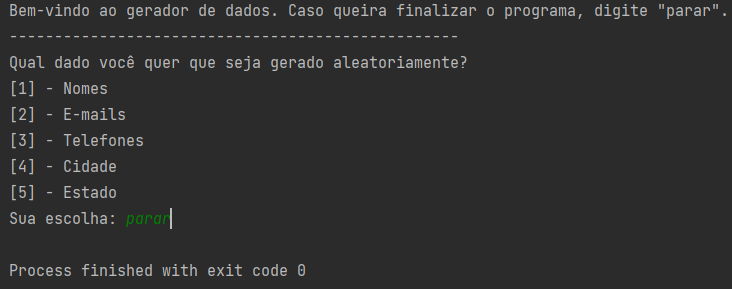 Bem-vindo ao gerador de dados. Caso queira finalizar o programa, digite "parar".
--------------------------------------------------
Qual dado você quer que seja gerado aleatoriamente?
[1] - Nomes
[2] - E-mails
[3] - Telefones
[4] - Cidade
[5] - Estado
Sua escolha: parar
Process finished with exit code 0